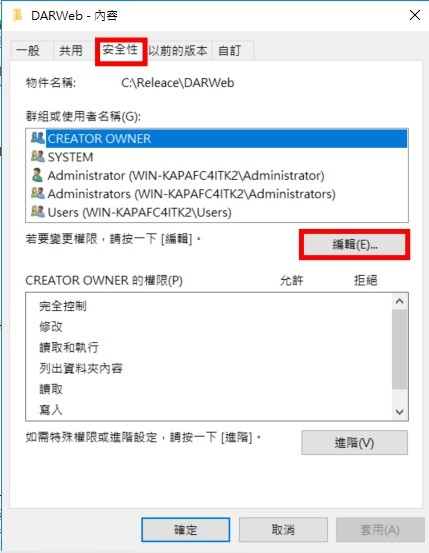 DARWeb - 內容
一般 共用 安全性 以前的版本 自訂
物件名稱: C:\Releace\DARWeb
群組或使用者名稱(G):
CREATOR OWNER
SYSTEM
Administrator (WIN-KAPAFC4ITK2\Administrator)
Administrators (WIN-KAPAFC4ITK2\Administrators)
Users (WIN-KAPAFC4ITK2\Users)
若要變更權限，請按一下 [編輯]。 編輯(E)...
CREATOR OWNER 的權限(P) 允許 拒絕
完全控制
修改
讀取和執行
列出資料夾內容
讀取
寫入
如需特殊權限或進階設定，請按一下 [進階]。 進階(V)
確定 取消 套用(A)